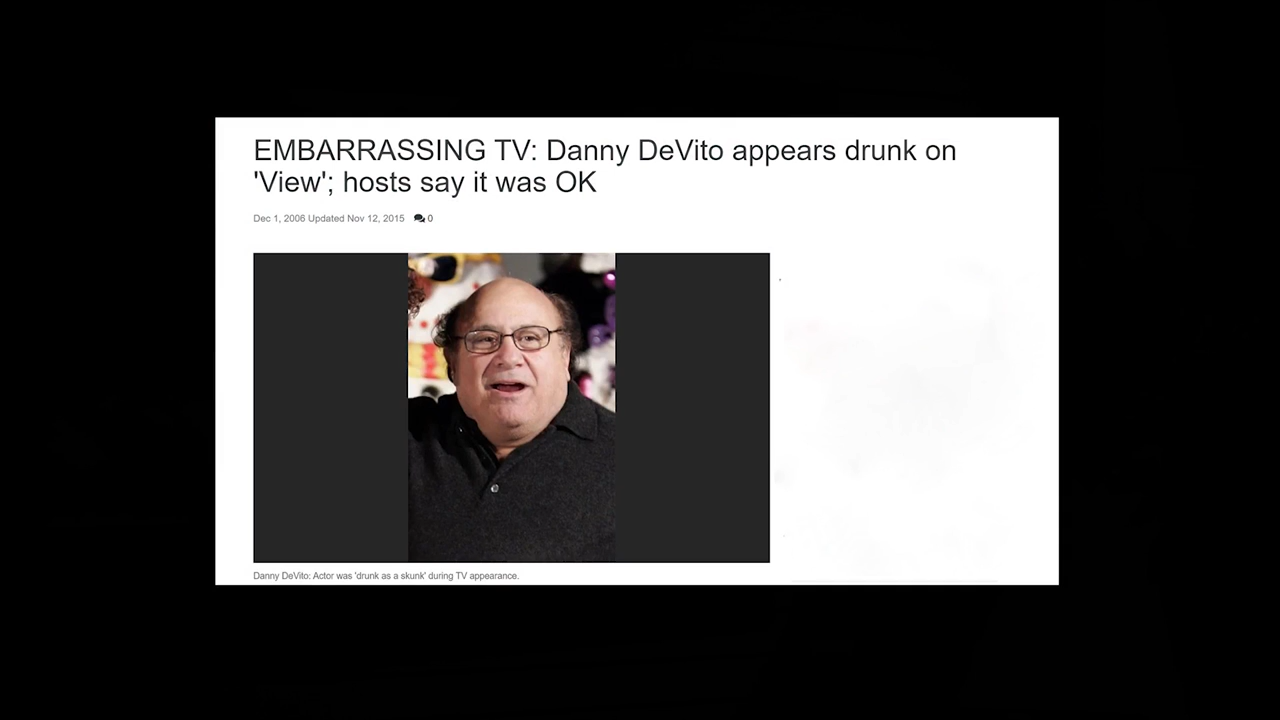 EMBARRASSING TV: Danny DeVito appears drunk on
'View'; hosts say it was OK
Dec 1, 2006 Updated Nov 12, 2015 0
Danny DeVito: Actor was 'drunk as a skunk' during TV appearance.